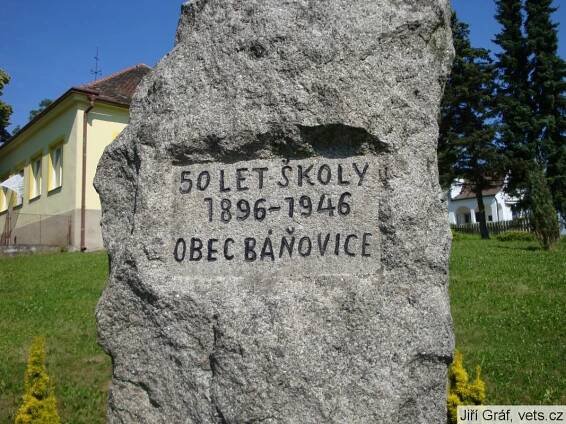 50 LET ŠKOLY
1896-1946
OBEC BÁŇOVICE
Jiří Gráf, vets.cz